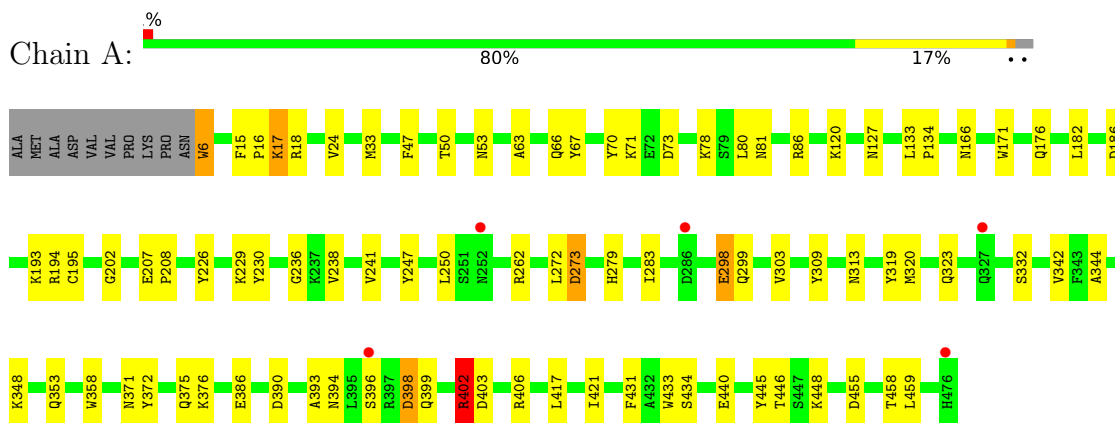 .%
Chain A:
80% 17% ••
ALA MET ALA ASP VAL VAL PRO LYS PRO ASN W6 F15 P16 K17 R18 V24 M33 F47 T50 N53 A63 Q66 Y67 Y70 K71 E72 D73 K78 S79 L80 N81 R86 K120 N127 L133 P134 N166 W171 Q176 L182
K193 R194 C195 G202 E207 P208 Y226 K229 Y230 G236 K237 V238 V241 Y247 L250 S251 N252 R262 L272 D273 H279 I283 D286 E298 Q299 V303 Y309 N313 Y319 M320 Q323 Q327 S332 V342 F343 A344
K348 Q353 W358 N371 Y372 Q375 K376 E386 D390 A393 N394 L395 S396 R397 D398 Q399 R402 D403 R406 L417 I421 F431 A432 W433 S434 E440 Y445 T446 S447 K448 D455 T458 L459 H476